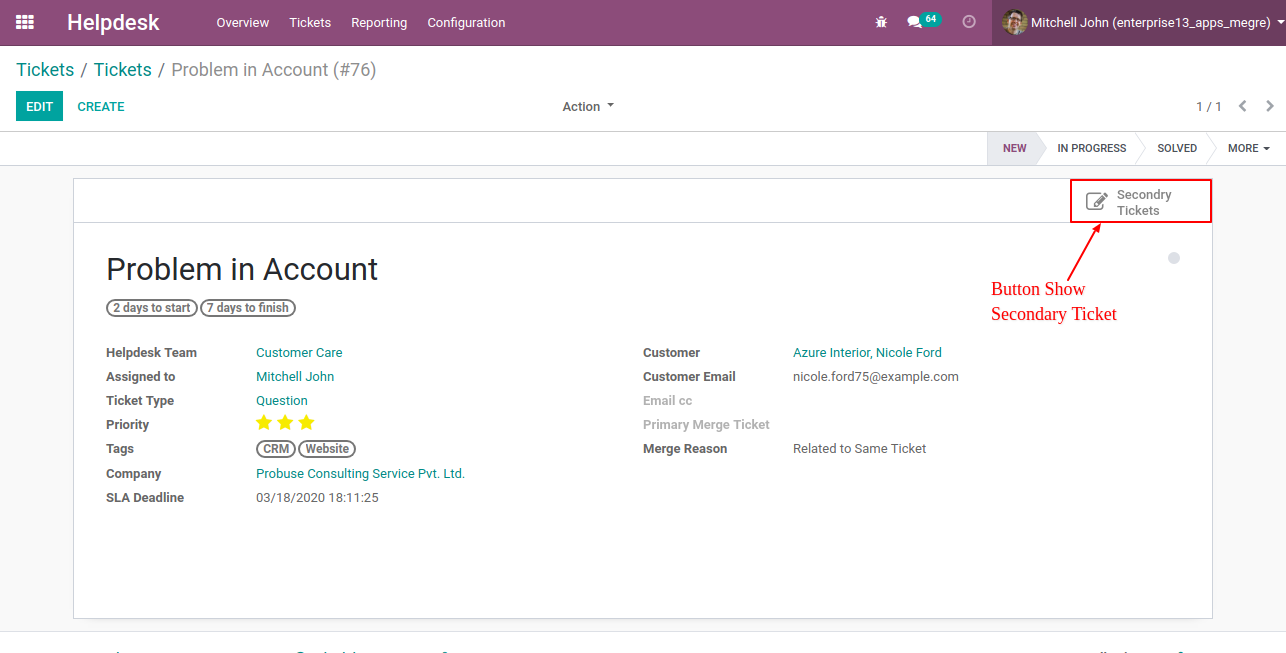 Helpdesk Overview Tickets Reporting Configuration 64 Mitchell John (enterprise13_apps_megre)
Tickets / Tickets / Problem in Account (#76)
EDIT CREATE Action 1 / 1
NEW IN PROGRESS SOLVED MORE
Secondry
Tickets
Problem in Account
Button Show
Secondary Ticket
2 days to start 7 days to finish
Helpdesk Team Customer Care Customer Azure Interior, Nicole Ford
Assigned to Mitchell John Customer Email nicole.ford75@example.com
Ticket Type Question Email cc
Priority Primary Merge Ticket
Tags CRM Website Merge Reason Related to Same Ticket
Company Probuse Consulting Service Pvt. Ltd.
SLA Deadline 03/18/2020 18:11:25